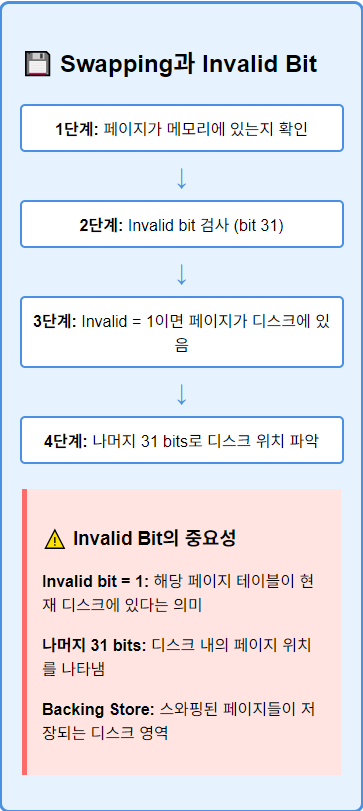 💾 Swapping과 Invalid Bit
1단계: 페이지가 메모리에 있는지 확인
↓
2단계: Invalid bit 검사 (bit 31)
↓
3단계: Invalid = 1이면 페이지가 디스크에 있
음
↓
4단계: 나머지 31 bits로 디스크 위치 파악
⚠️ Invalid Bit의 중요성
Invalid bit = 1: 해당 페이지 테이블이 현
재 디스크에 있다는 의미
나머지 31 bits: 디스크 내의 페이지 위치
를 나타냄
Backing Store: 스와핑된 페이지들이 저
장되는 디스크 영역